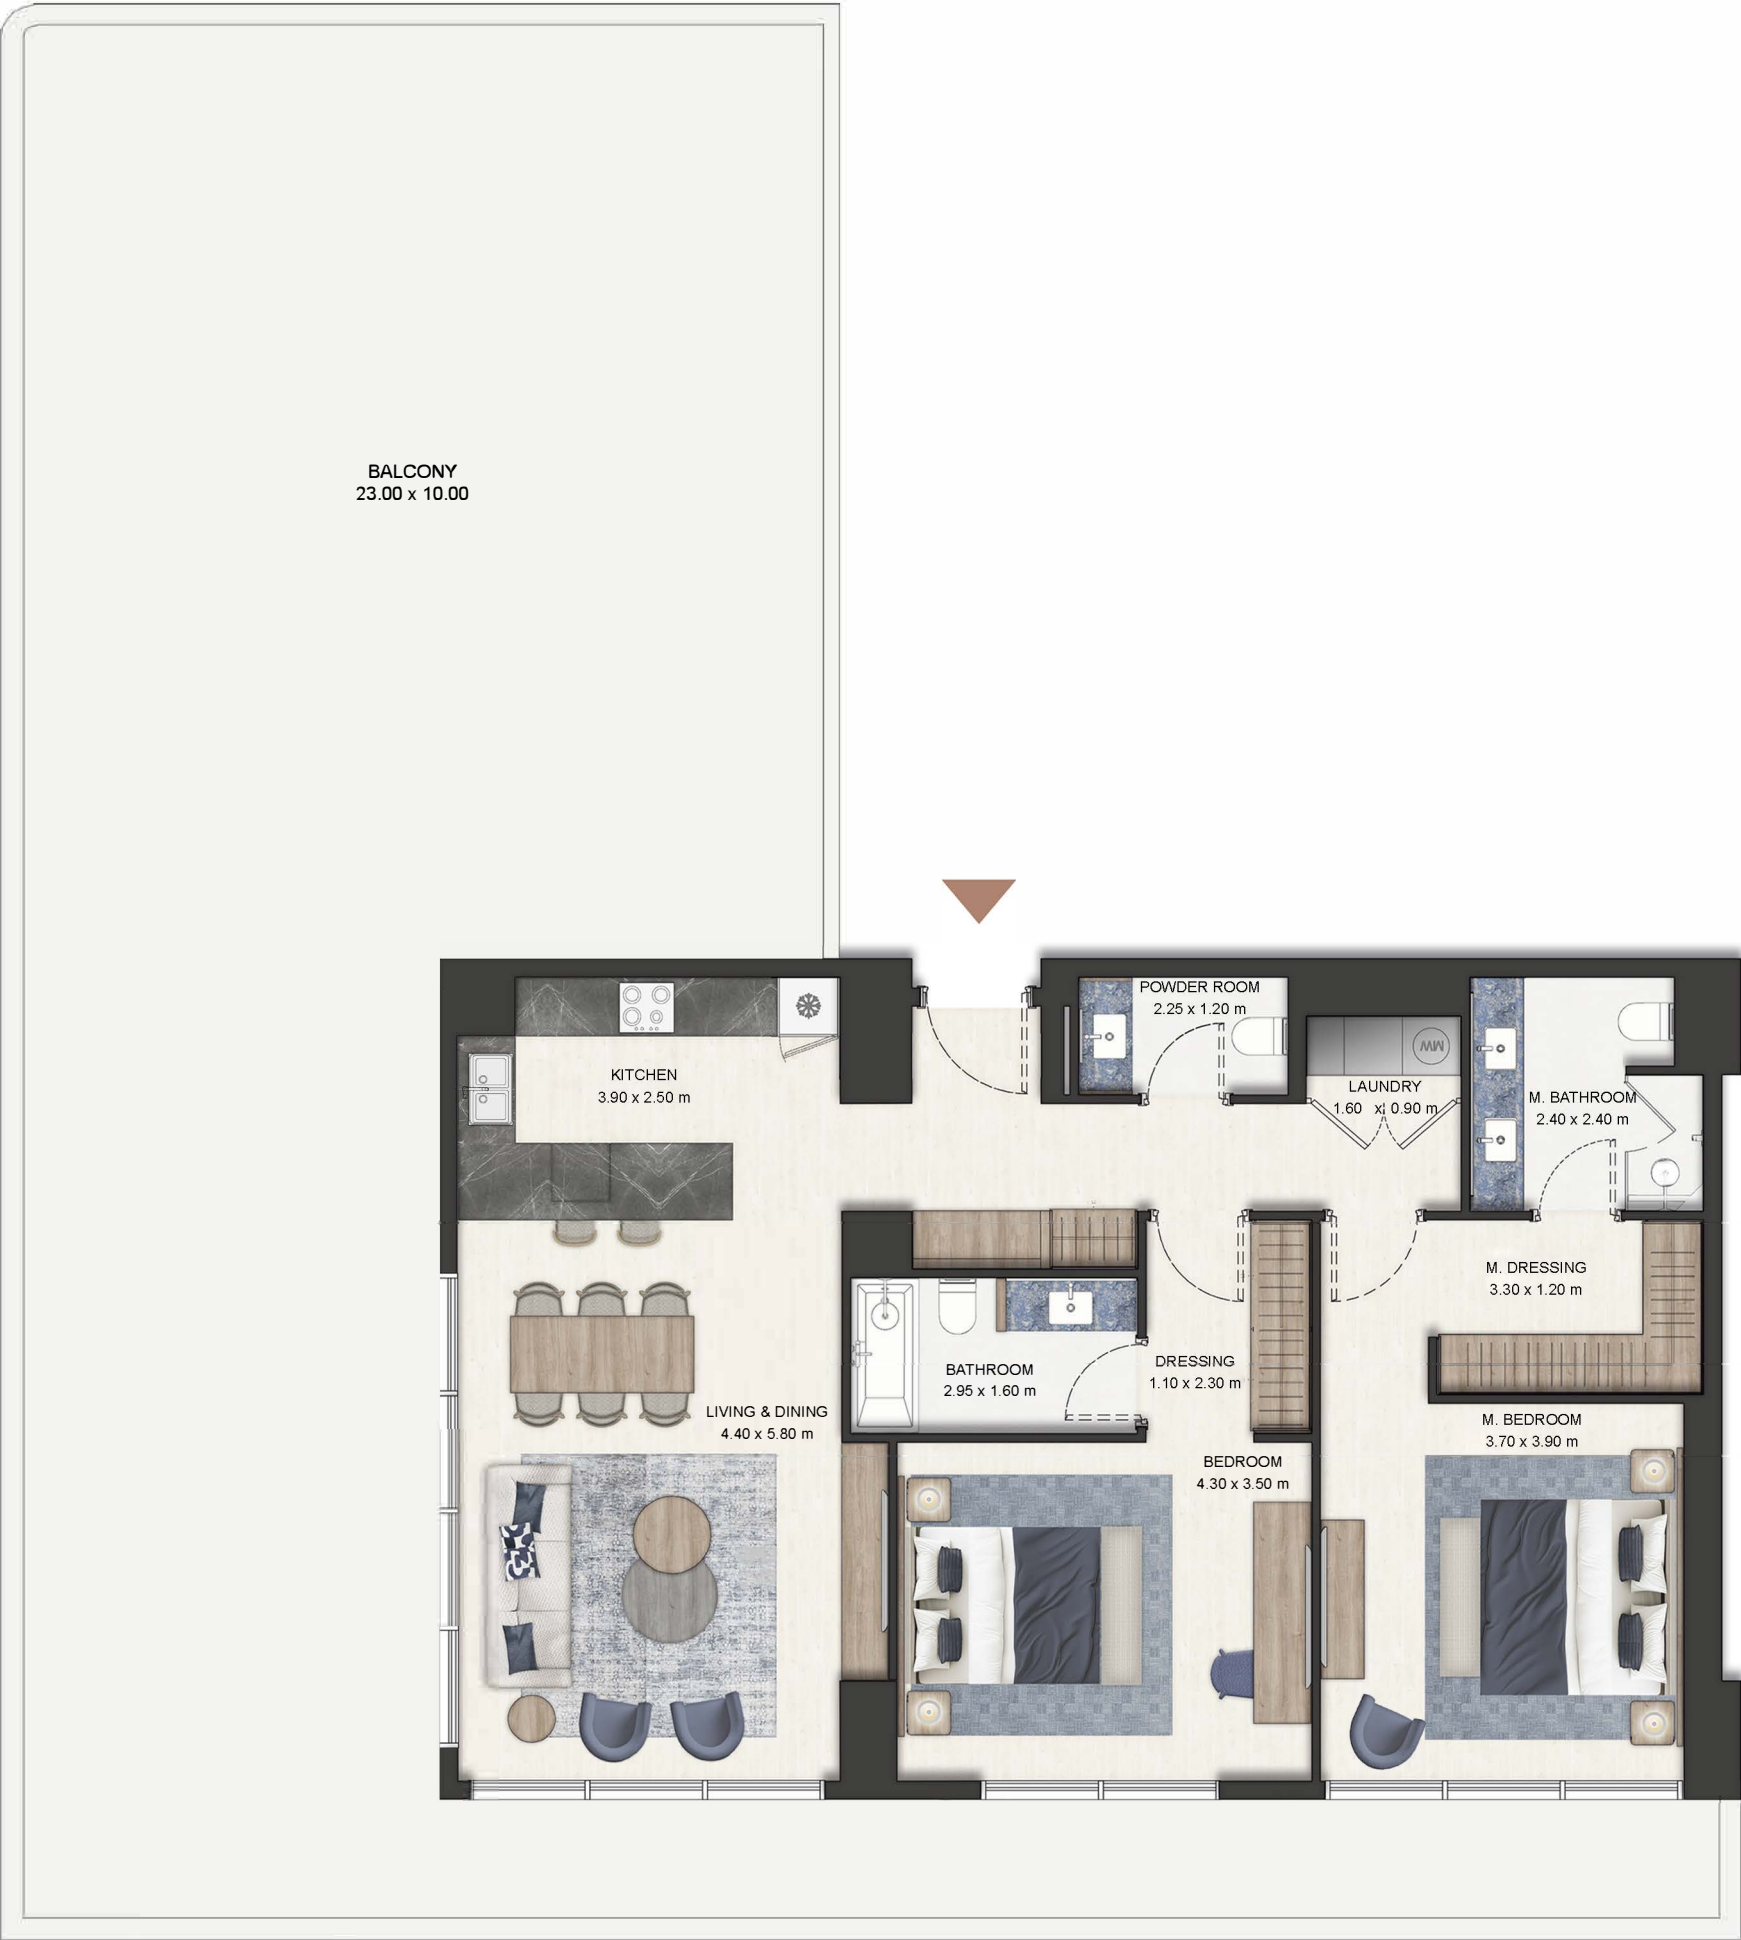 BALCONY
23.00 x 10.00
POWDER ROOM
2.25 x 1.20 m
KITCHEN
3.90 x 2.50 m
MW
LAUNDRY
1.60 x 0.90 m
M. BATHROOM
2.40 x 2.40 m
M. DRESSING
3.30 x 1.20 m
BATHROOM
2.95 x 1.60 m
DRESSING
1.10 x 2.30 m
LIVING & DINING
4.40 x 5.80 m
M. BEDROOM
3.70 x 3.90 m
BEDROOM
4.30 x 3.50 m